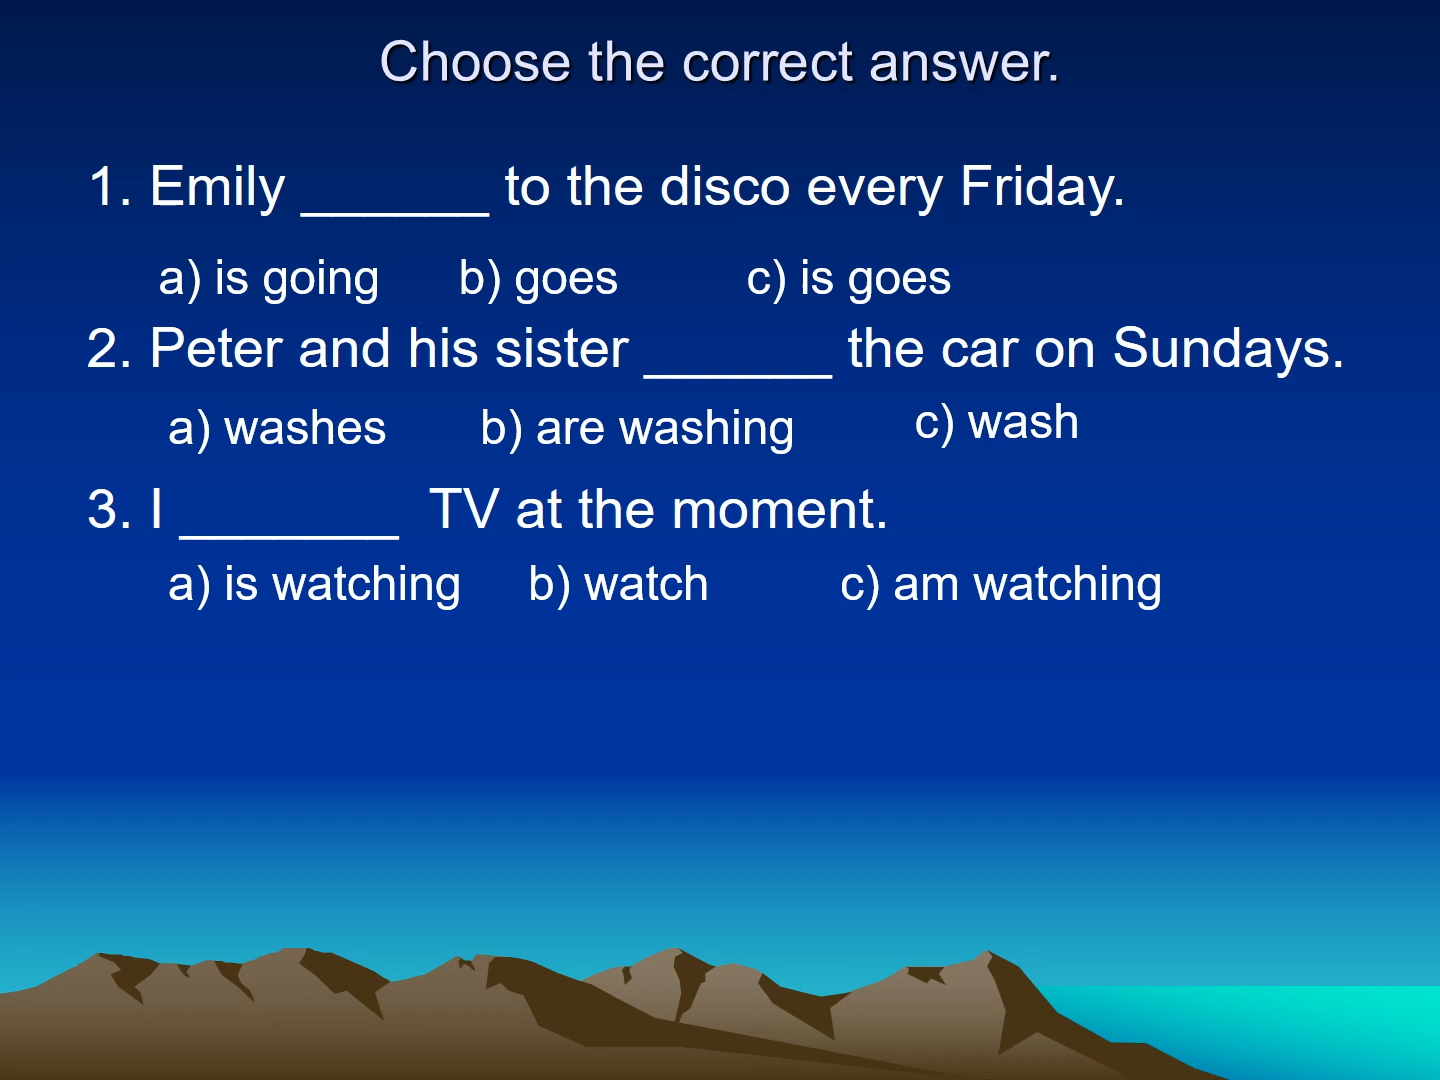 Choose the correct answer.
1. Emily ______ to the disco every Friday.
a) is going b) goes c) is goes
2. Peter and his sister ______ the car on Sundays.
a) washes b) are washing c) wash
3. I _______ TV at the moment.
a) is watching b) watch c) am watching